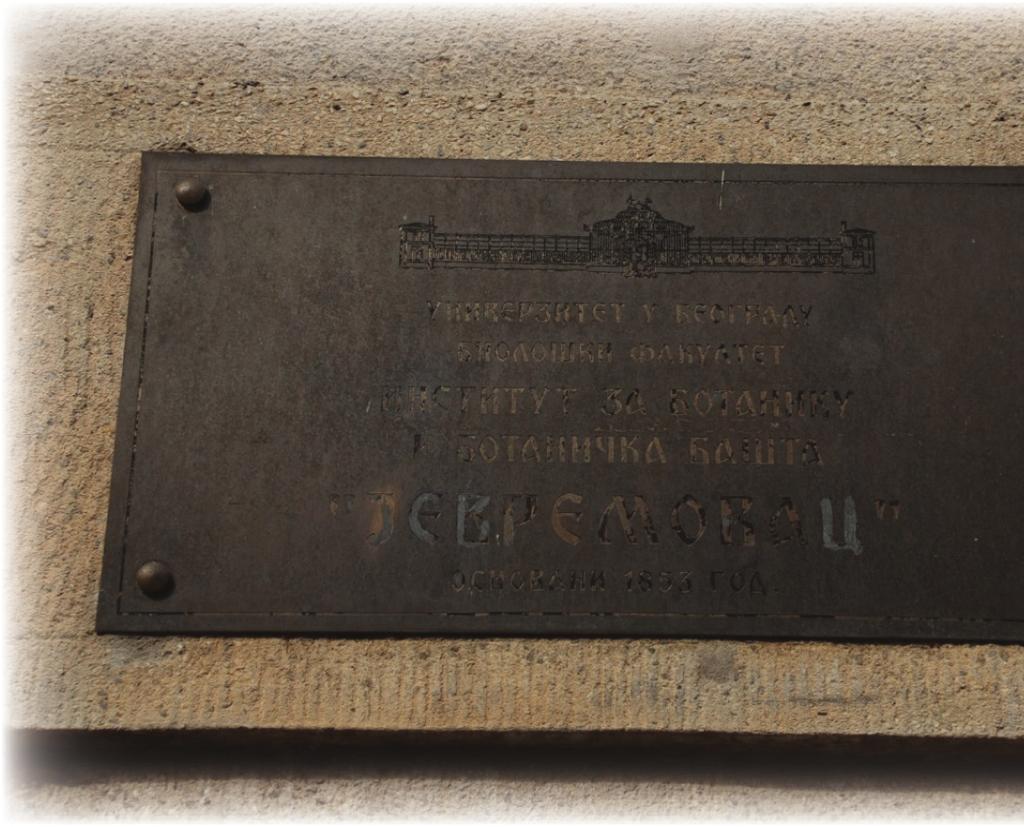 УНИВЕРЗИТЕТ У БЕОГРАДУ
БИОЛОШКИ ФАКУЛТЕТ
ИНСТИТУТ ЗА БОТАНИКУ
И БОТАНИЧКА БАШТА
"ЈЕВРЕМОВАЦ"
ОСНОВАНИ 1853 ГОД.